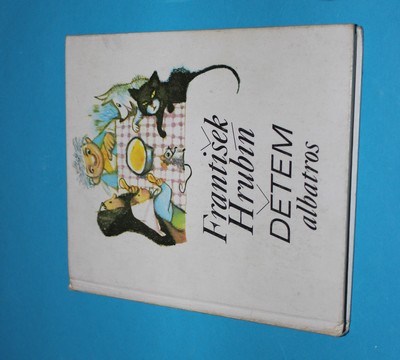 František
Hrubín
DĚTEM
albatros